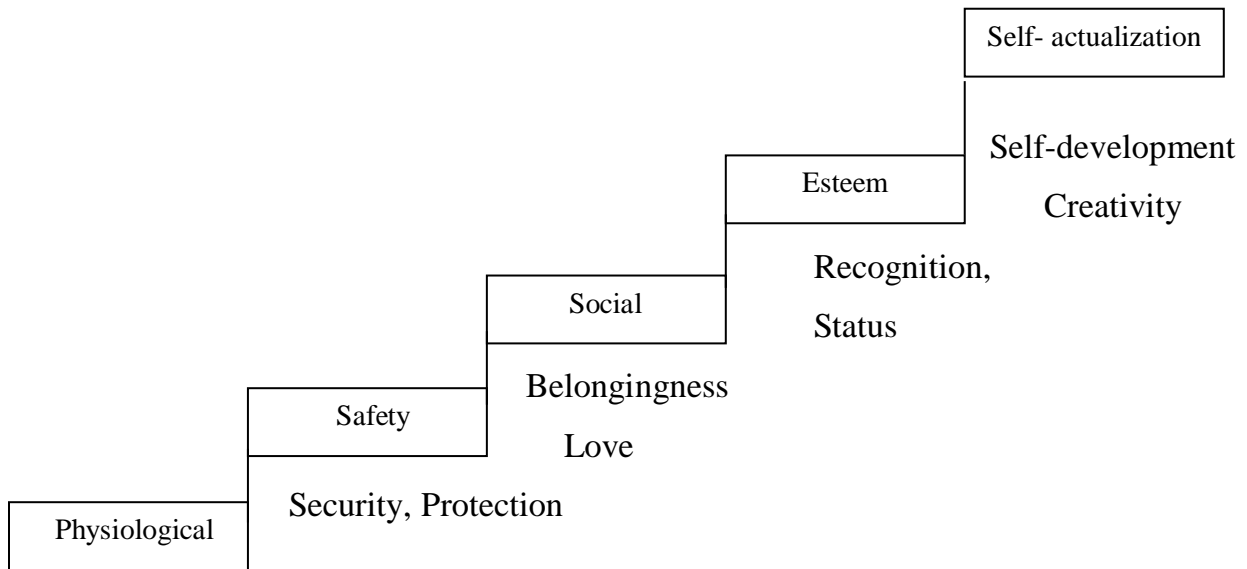 Self- actualization
Self-development
Creativity
Esteem
Recognition,
Status
Social
Belongingness
Love
Safety
Security, Protection
Physiological